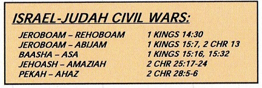 ISRAEL-JUDAH CIVIL WARS:
JEROBOAM – REHOBOAM 1 KINGS 14:30
JEROBOAM – ABIJAM 1 KINGS 15:7, 2 CHR 13
BAASHA – ASA 1 KINGS 15:16, 15:32
JEHOASH – AMAZIAH 2 CHR 25:17-24
PEKAH – AHAZ 2 CHR 28:5-6